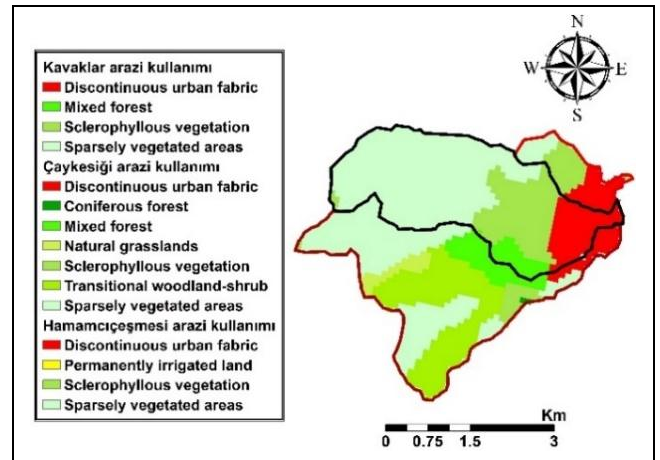 N
W E
S
Kavaklar arazi kullanımı
Discontinuous urban fabric
Mixed forest
Sclerophyllous vegetation
Sparsely vegetated areas
Çaykesiği arazi kullanımı
Discontinuous urban fabric
Coniferous forest
Mixed forest
Natural grasslands
Sclerophyllous vegetation
Transitional woodland-shrub
Sparsely vegetated areas
Hamamcıçeşmesi arazi kullanımı
Discontinuous urban fabric
Permanently irrigated land
Sclerophyllous vegetation
Sparsely vegetated areas
Km
0 0.75 1.5 3